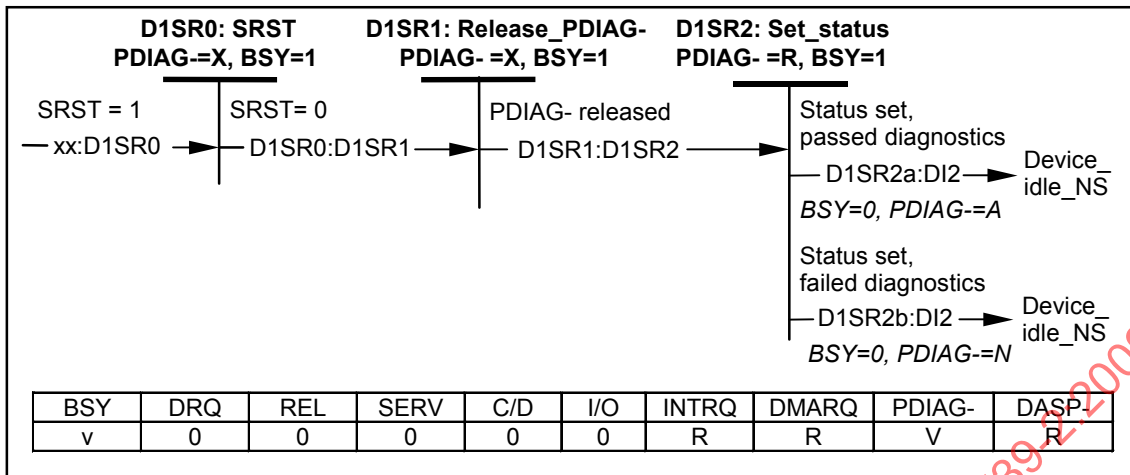 D1SR0: SRST
PDIAG-=X, BSY=1
D1SR1: Release_PDIAG-
PDIAG- =X, BSY=1
D1SR2: Set_status
PDIAG- =R, BSY=1
SRST = 1
xx:D1SR0
SRST= 0
D1SR0:D1SR1
PDIAG- released
D1SR1:D1SR2
Status set,
passed diagnostics
D1SR2a:DI2
BSY=0, PDIAG-=A
Device_
idle_NS
Status set,
failed diagnostics
D1SR2b:DI2
BSY=0, PDIAG-=N
Device_
idle_NS
BSY DRQ REL SERV C/D I/O INTRQ DMARQ PDIAG- DASP-
v 0 0 0 0 0 R R V R